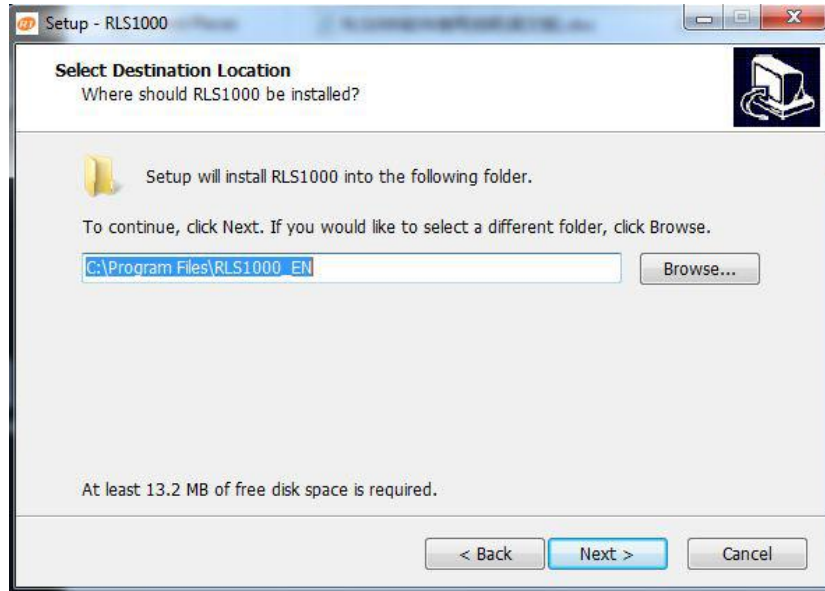 Setup - RLS1000
Select Destination Location
Where should RLS1000 be installed?
Setup will install RLS1000 into the following folder.
To continue, click Next. If you would like to select a different folder, click Browse.
C:\Program Files\RLS1000_EN
Browse...
At least 13.2 MB of free disk space is required.
< Back
Next >
Cancel